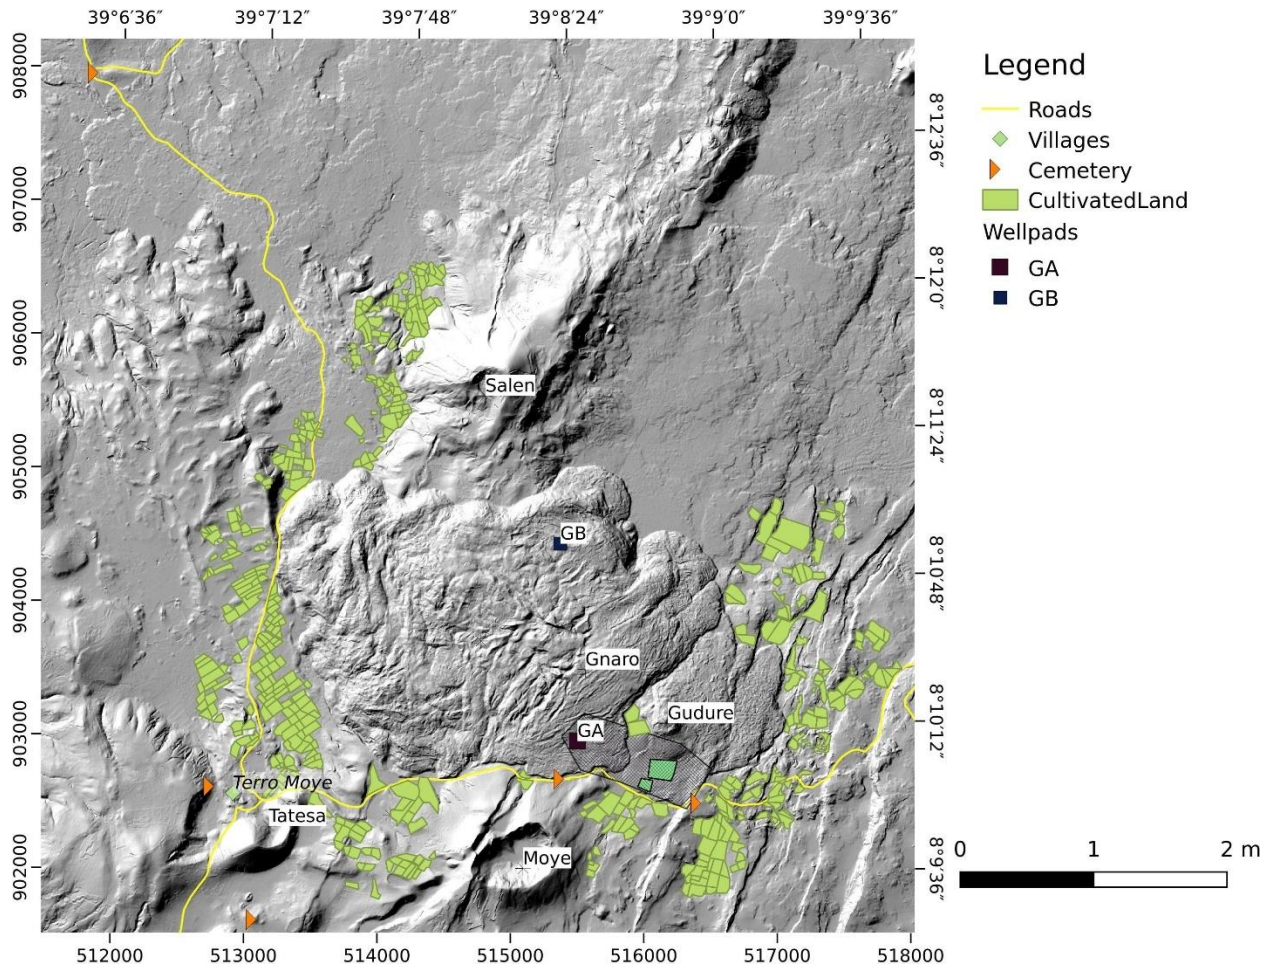 39°6′36″ 39°7′12″ 39°7′48″ 39°8′24″ 39°9′0″ 39°9′36″
908000
907000
906000
905000
904000
903000
902000
8°12′36″
8°12′0″
8°11′24″
8°10′48″
8°10′12″
8°9′36″
Salen
GB
Gnaro
Gudure
GA
Terro Moye
Tatesa
Moye
512000 513000 514000 515000 516000 517000 518000
Legend
Roads
Villages
Cemetery
CultivatedLand
Wellpads
GA
GB
0 1 2 m